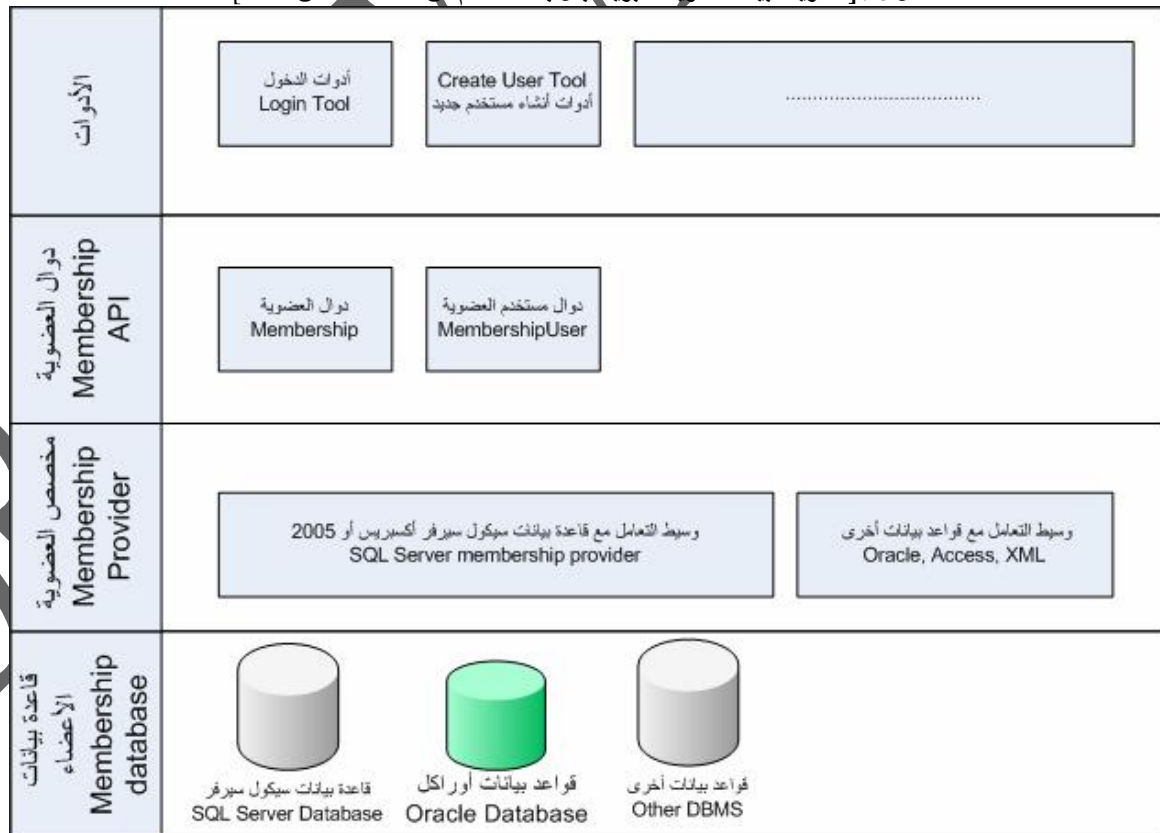 الأدوات
أدوات الدخول
Login Tool
Create User Tool
أدوات أنشاء مستخدم جديد
..................................
دوال العضوية
Membership
API
دوال العضوية
Membership
دوال مستخدم العضوية
MembershipUser
مخصص العضوية
Membership
Provider
وسيط التعامل مع قاعدة بيانات سيكول سيرفر أكسبريس أو 2005
SQL Server membership provider
وسيط التعامل مع قواعد بيانات أخرى
Oracle, Access, XML
قاعدة بيانات
الأعضاء
Membership
database
قاعدة بيانات سيكول سيرفر
SQL Server Database
قواعد بيانات أوراكل
Oracle Database
قواعد بيانات أخرى
Other DBMS